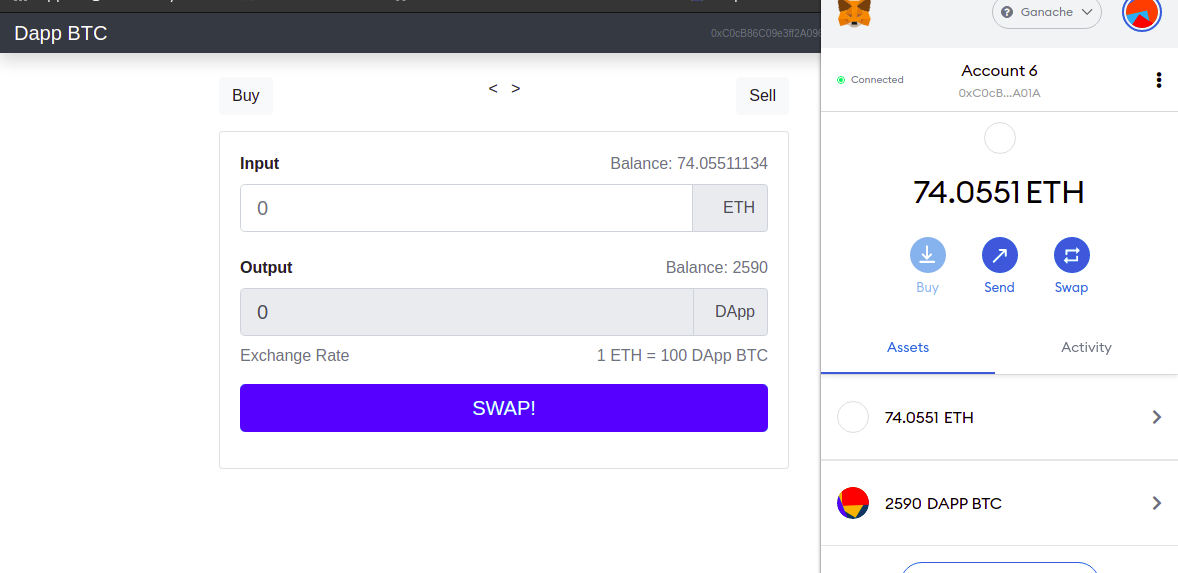 Dapp BTC
0xC0cB86C09e3ff2A096
Buy
< >
Sell
Input
Balance: 74.05511134
0
ETH
Output
Balance: 2590
0
DApp
Exchange Rate
1 ETH = 100 DApp BTC
SWAP!
Ganache
Connected
Account 6
0xC0cB...A01A
74.0551 ETH
Buy
Send
Swap
Assets
Activity
74.0551 ETH
2590 DAPP BTC